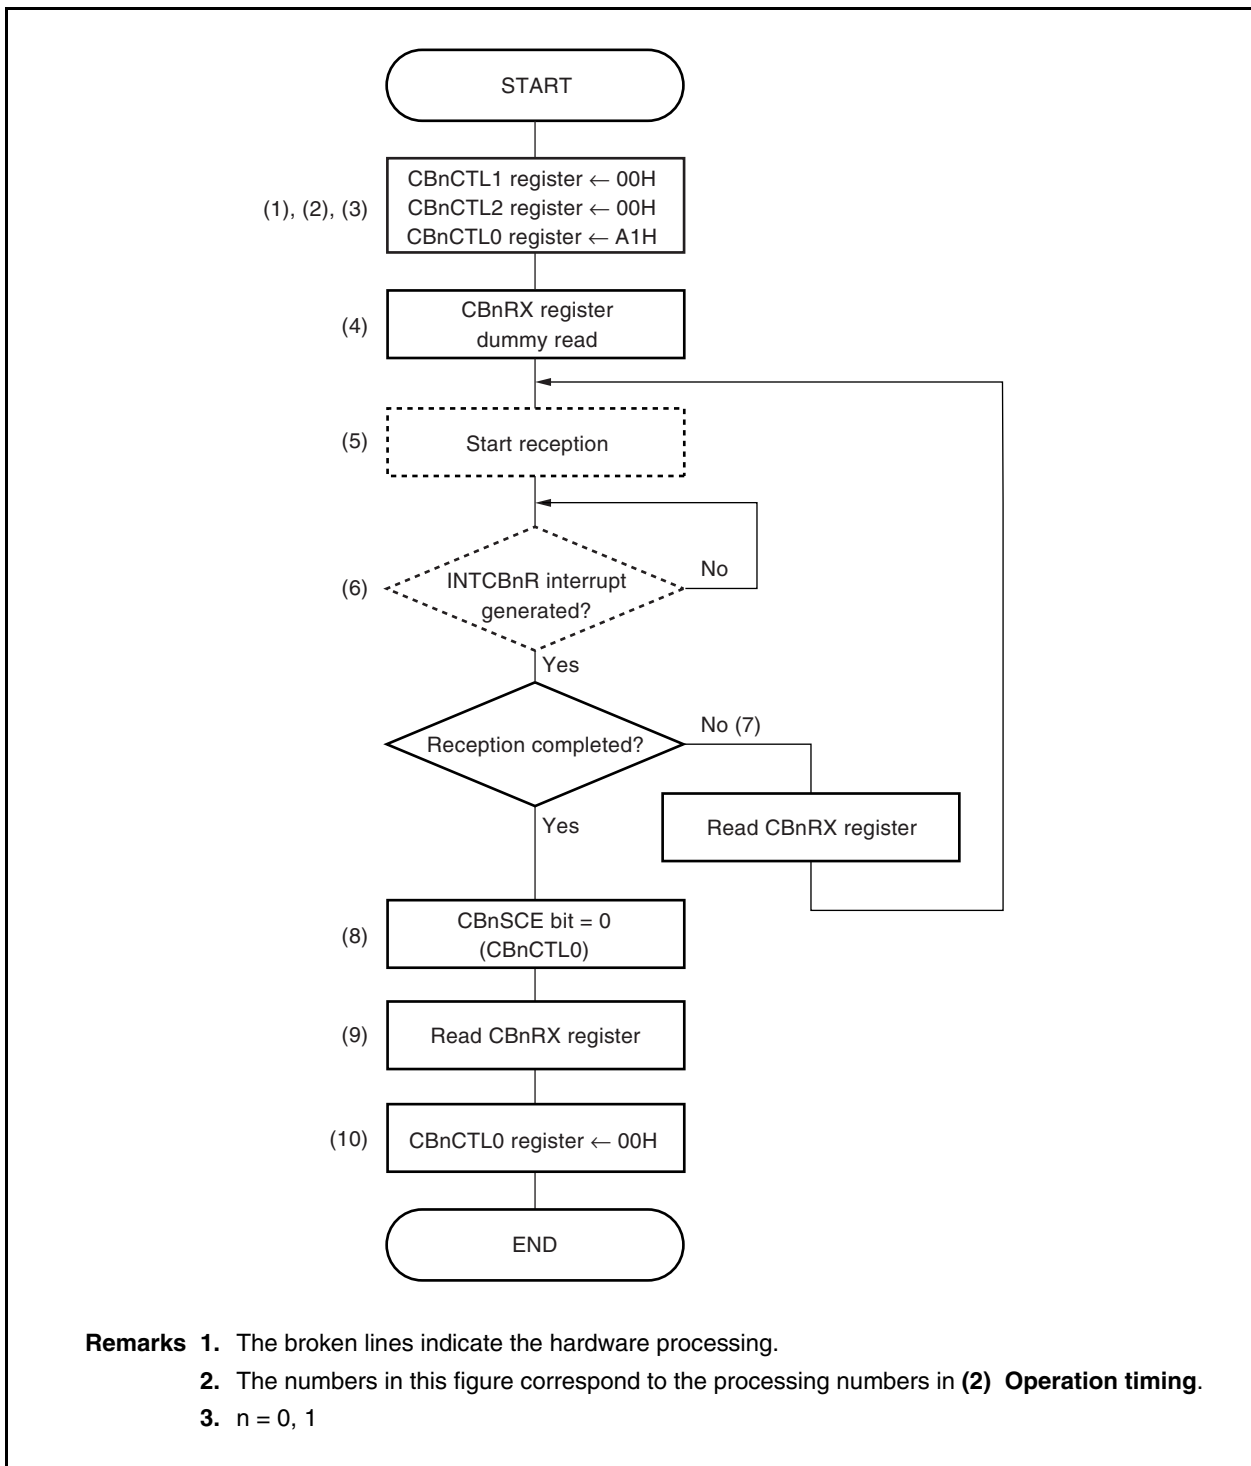 START
(1), (2), (3)
CBnCTL1 register ← 00H
CBnCTL2 register ← 00H
CBnCTL0 register ← A1H
(4)
CBnRX register
dummy read
(5)
Start reception
(6)
INTCBnR interrupt
generated?
No
Yes
Reception completed?
No (7)
Read CBnRX register
Yes
(8)
CBnSCE bit = 0
(CBnCTL0)
(9)
Read CBnRX register
(10)
CBnCTL0 register ← 00H
END
Remarks 1. The broken lines indicate the hardware processing.
2. The numbers in this figure correspond to the processing numbers in (2) Operation timing.
3. n = 0, 1